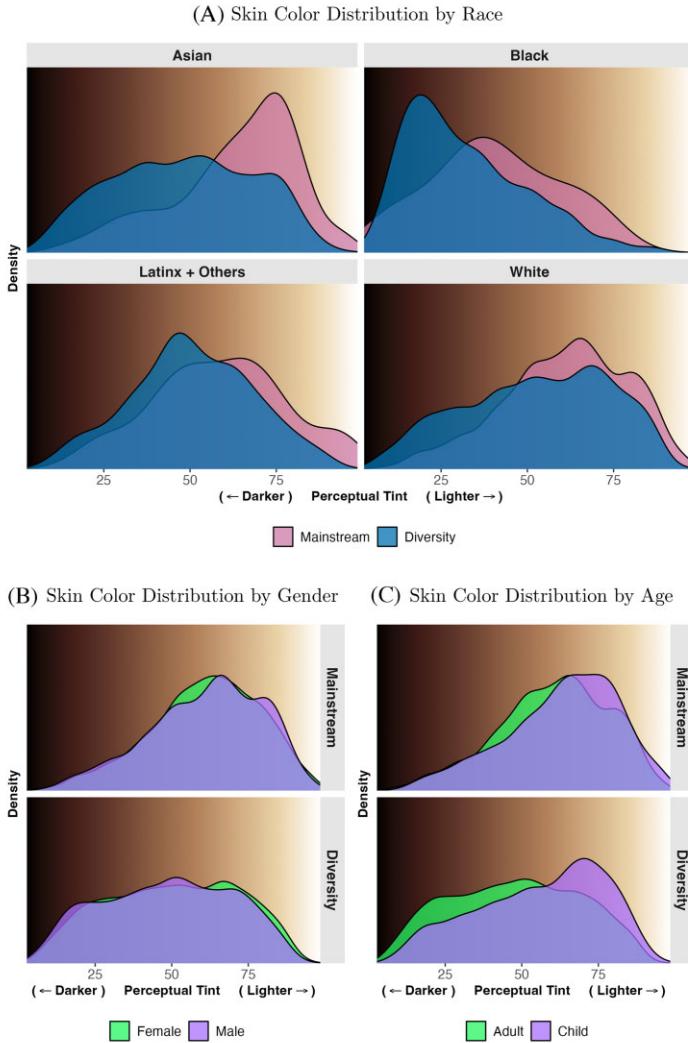 (A) Skin Color Distribution by Race
Asian
Black
Latinx + Others
White
Density
25 50 75
25 50 75
(← Darker ) Perceptual Tint ( Lighter →)
Mainstream Diversity
(B) Skin Color Distribution by Gender
(C) Skin Color Distribution by Age
Mainstream
Diversity
Density
25 50 75
(← Darker ) Perceptual Tint ( Lighter →)
Female Male
Mainstream
Diversity
Density
25 50 75
(← Darker ) Perceptual Tint ( Lighter →)
Adult Child